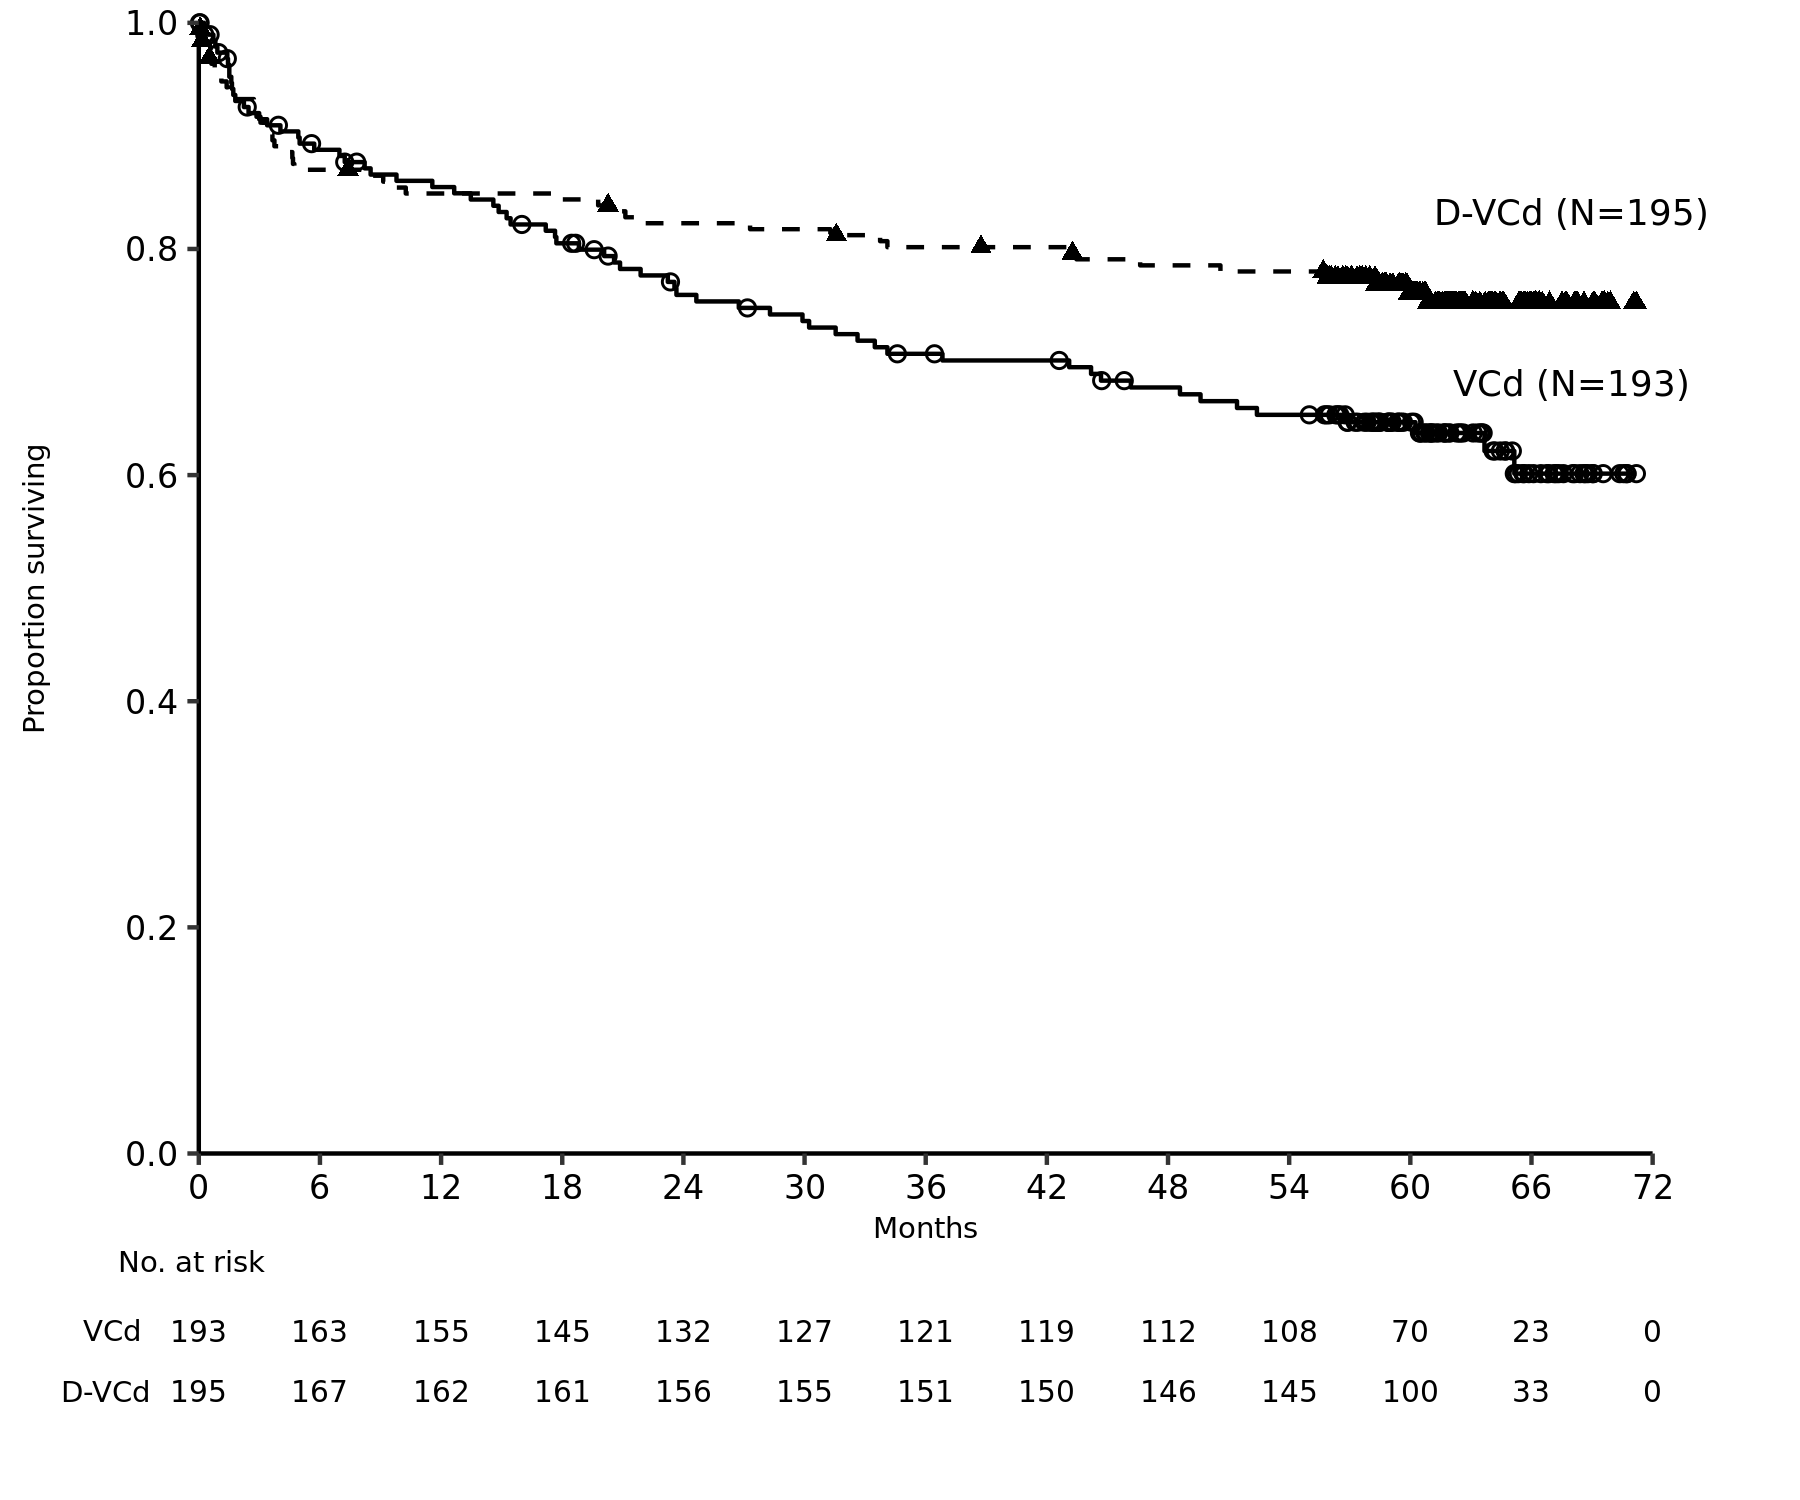 1.0
0.8
0.6
0.4
0.2
0.0
Proportion surviving
D-VCd (N=195)
VCd (N=193)
0 6 12 18 24 30 36 42 48 54 60 66 72
Months
No. at risk
VCd 193 163 155 145 132 127 121 119 112 108 70 23 0
D-VCd 195 167 162 161 156 155 151 150 146 145 100 33 0